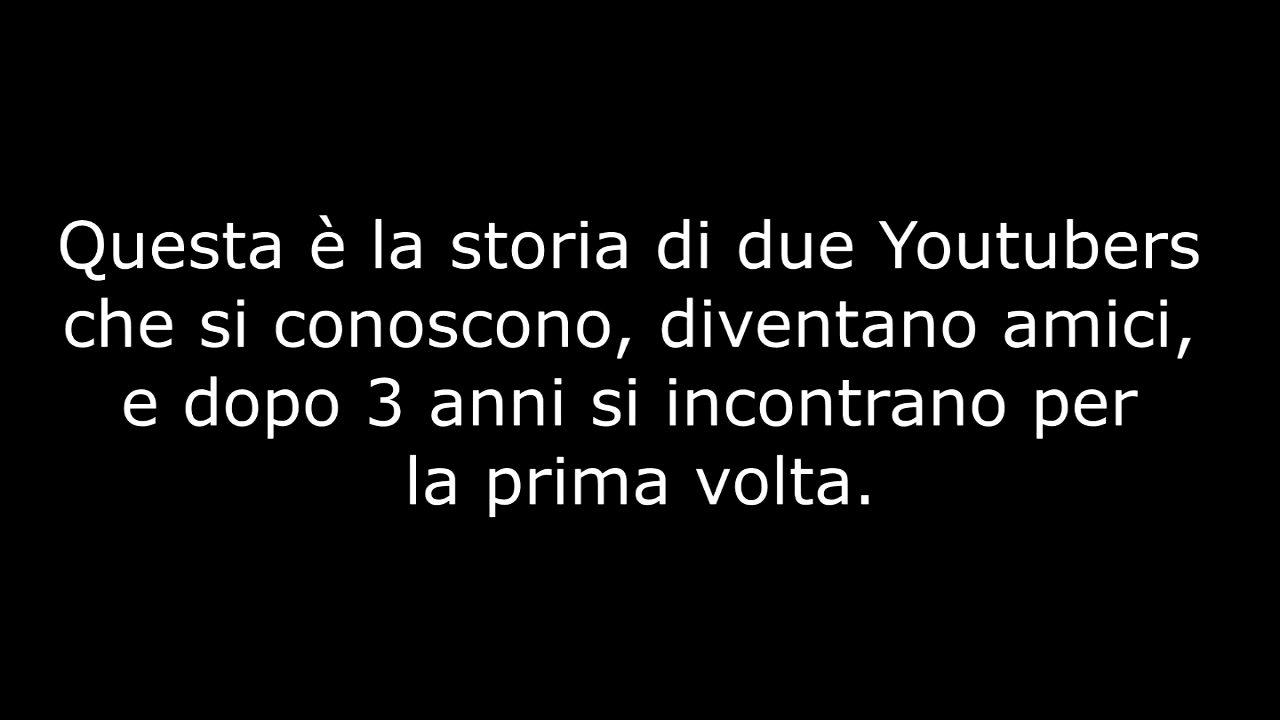 Questa è la storia di due Youtubers
che si conoscono, diventano amici,
e dopo 3 anni si incontrano per
la prima volta.